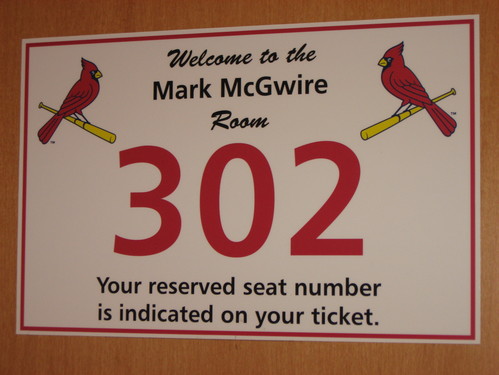 Welcome to the
Mark McGwire
Room
302
Your reserved seat number
is indicated on your ticket.